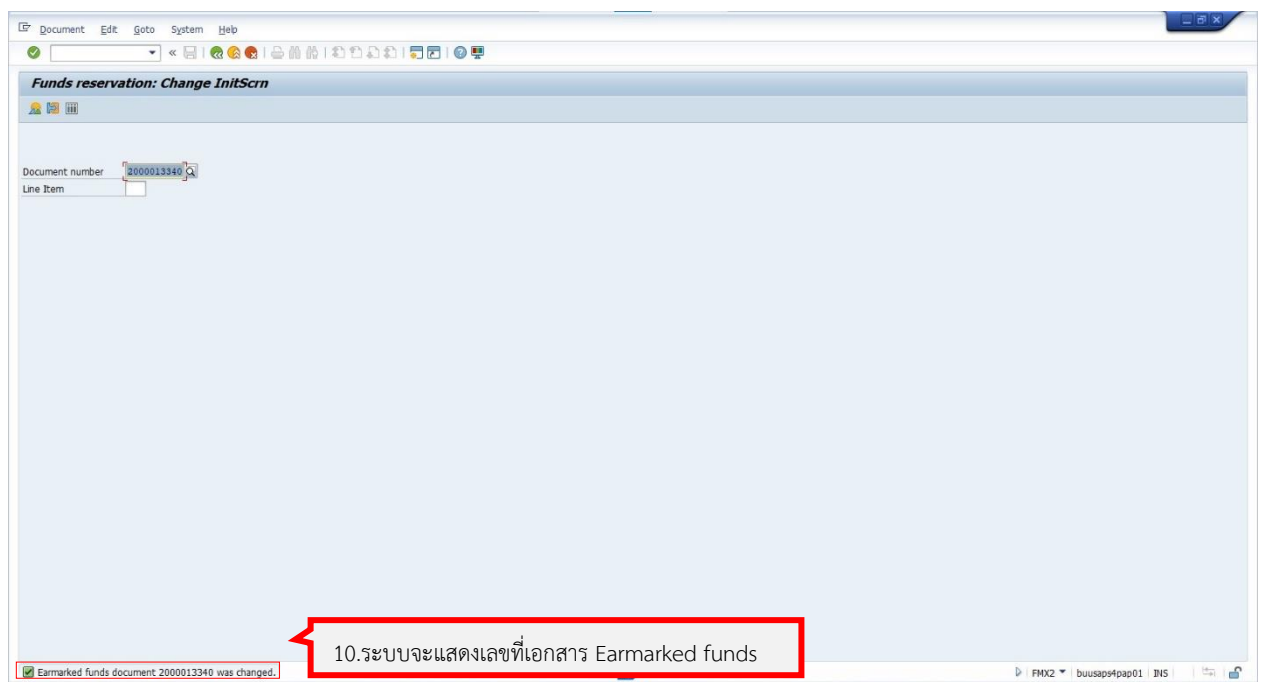 Document Edit Goto System Help
Funds reservation: Change InitScrn
Document number 2000013340
Line Item
10.ระบบจะแสดงเลขที่เอกสาร Earmarked funds
Earmarked funds document 2000013340 was changed.
FMX2 buusaps4pap01 INS